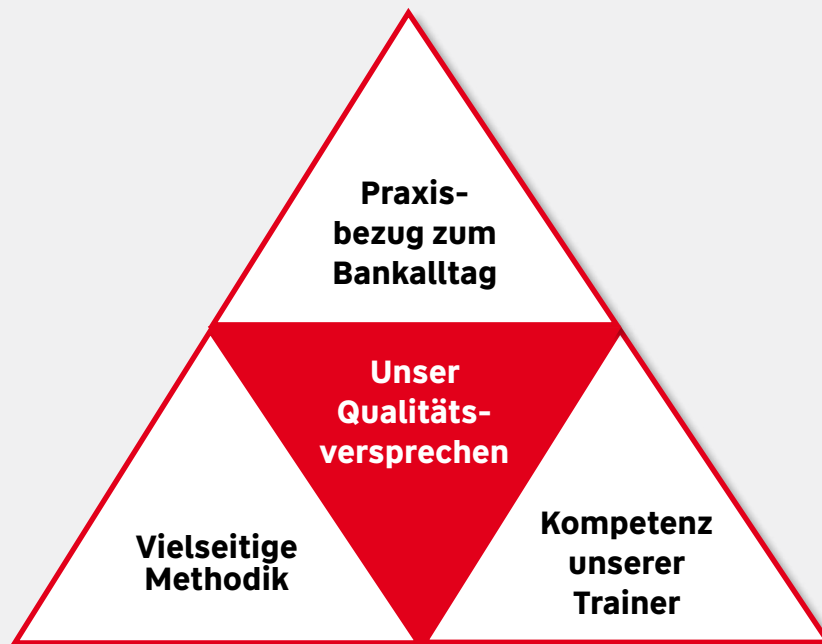 Praxis-
bezug zum
Bankalltag
Unser
Qualitäts-
versprechen
Vielseitige
Methodik
Kompetenz
unserer
Trainer